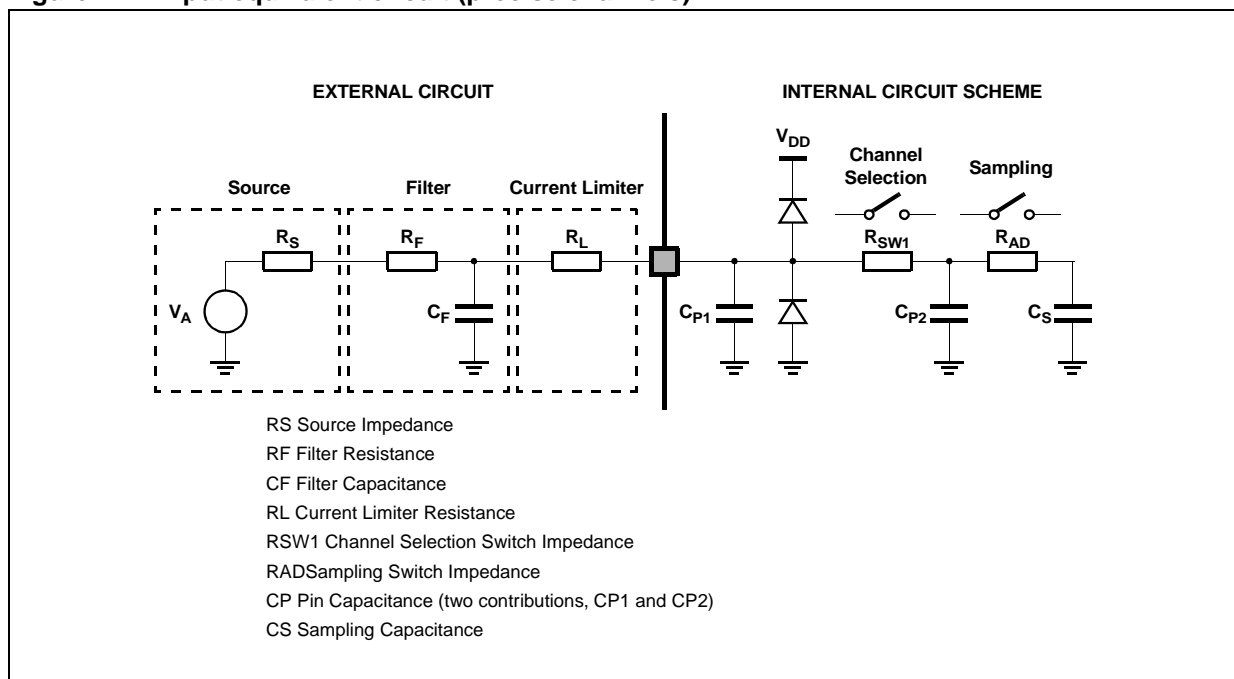 EXTERNAL CIRCUIT
INTERNAL CIRCUIT SCHEME
VDD
Channel
Selection
Sampling
Source
Filter
Current Limiter
RS
RF
RL
RSW1
RAD
VA
CF
CP1
CP2
CS
RS Source Impedance
RF Filter Resistance
CF Filter Capacitance
RL Current Limiter Resistance
RSW1 Channel Selection Switch Impedance
RADSampling Switch Impedance
CP Pin Capacitance (two contributions, CP1 and CP2)
CS Sampling Capacitance